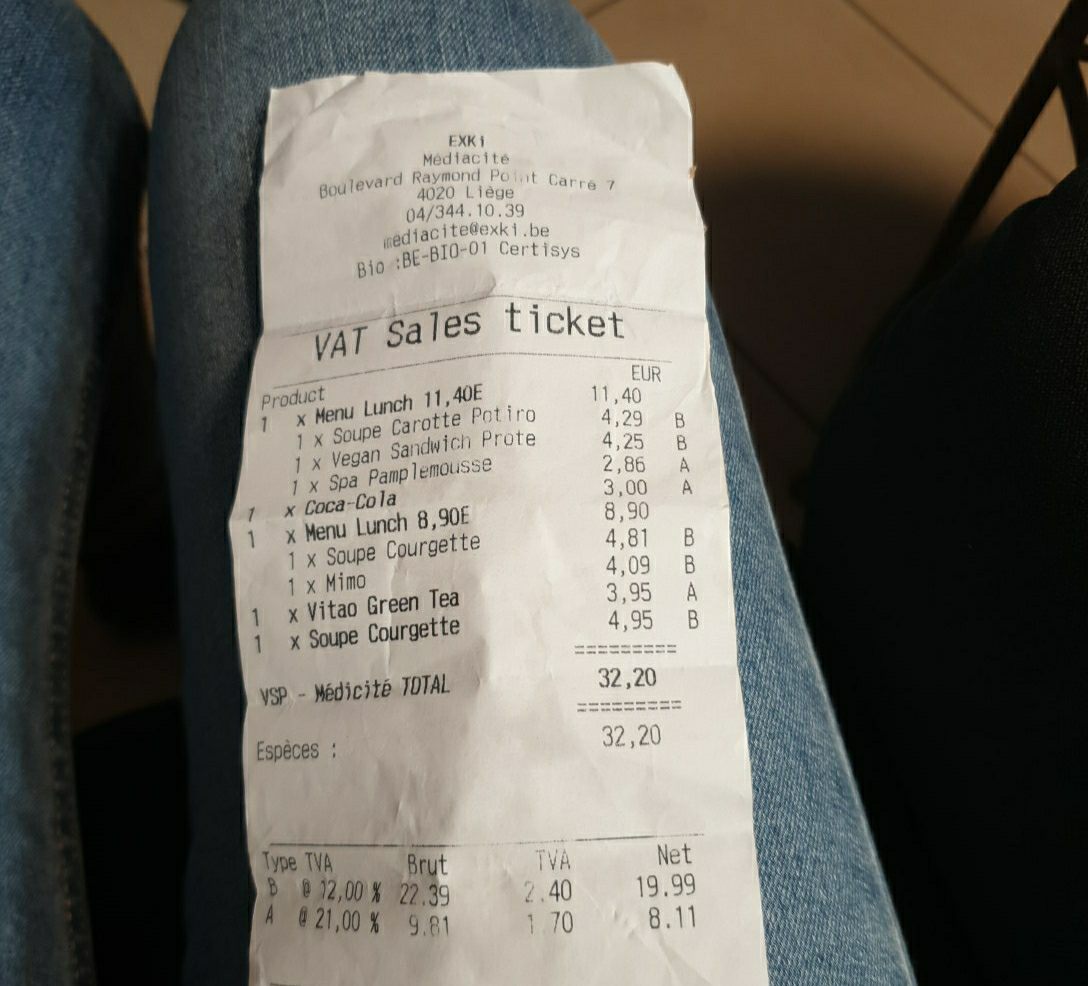 EXKi
Médiacité
Boulevard Raymond Point Carré 7
4020 Liège
04/344.10.39
mediacite@exki.be
Bio :BE-BIO-01 Certisys
VAT Sales ticket
Product EUR
1 x Menu Lunch 11,40E 11,40
1 x Soupe Carotte Potiro 4,29 B
1 x Vegan Sandwich Prote 4,25 B
1 x Spa Pamplemousse 2,86 A
1 x Coca-Cola 3,00 A
1 x Menu Lunch 8,90E 8,90
1 x Soupe Courgette 4,81 B
1 x Mimo 4,09 B
1 x Vitao Green Tea 3,95 A
1 x Soupe Courgette 4,95 B
=========
VSP - Médicité TOTAL 32,20
=========
Espèces : 32,20
Type TVA Brut TVA Net
B @ 12,00 % 22.39 2.40 19.99
A @ 21,00 % 9.81 1.70 8.11